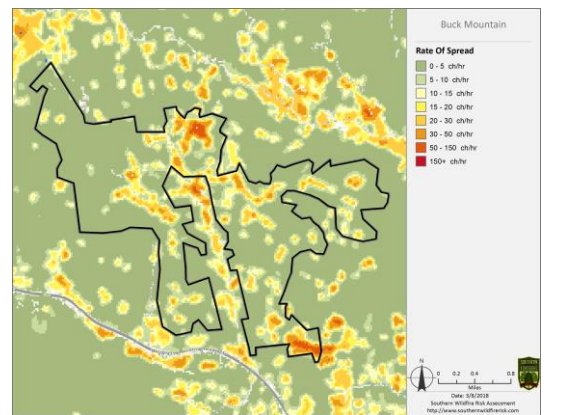 Buck Mountain
Rate Of Spread
0 - 5 ch/hr
5 - 10 ch/hr
10 - 15 ch/hr
15 - 20 ch/hr
20 - 30 ch/hr
30 - 50 ch/hr
50 - 150 ch/hr
150+ ch/hr
N
0 0.2 0.4 0.8
Miles
Date: 3/8/2018
Southern Wildfire Risk Assessment
http://www.southernwildfirerisk.com